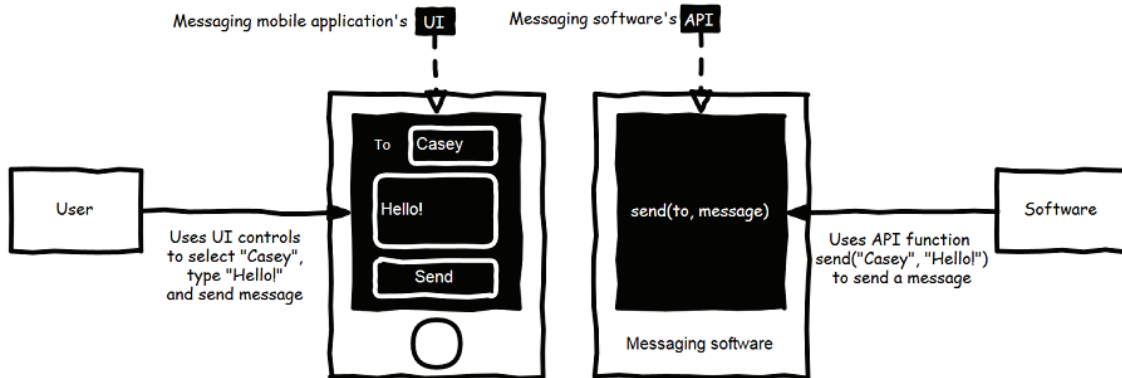 Messaging mobile application's UI
Messaging software's API
To Casey
Hello!
Send
User
Uses UI controls
to select "Casey",
type "Hello!"
and send message
send(to, message)
Messaging software
Software
Uses API function
send("Casey", "Hello!")
to send a message